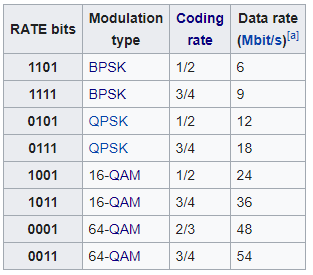 RATE bits Modulation type Coding rate Data rate (Mbit/s)[a]
1101 BPSK 1/2 6
1111 BPSK 3/4 9
0101 QPSK 1/2 12
0111 QPSK 3/4 18
1001 16-QAM 1/2 24
1011 16-QAM 3/4 36
0001 64-QAM 2/3 48
0011 64-QAM 3/4 54